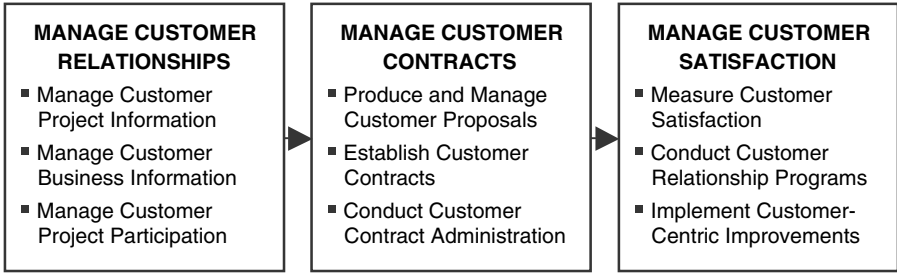 MANAGE CUSTOMER
RELATIONSHIPS
▪ Manage Customer
Project Information
▪ Manage Customer
Business Information
▪ Manage Customer
Project Participation
MANAGE CUSTOMER
CONTRACTS
▪ Produce and Manage
Customer Proposals
▪ Establish Customer
Contracts
▪ Conduct Customer
Contract Administration
MANAGE CUSTOMER
SATISFACTION
▪ Measure Customer
Satisfaction
▪ Conduct Customer
Relationship Programs
▪ Implement Customer-
Centric Improvements